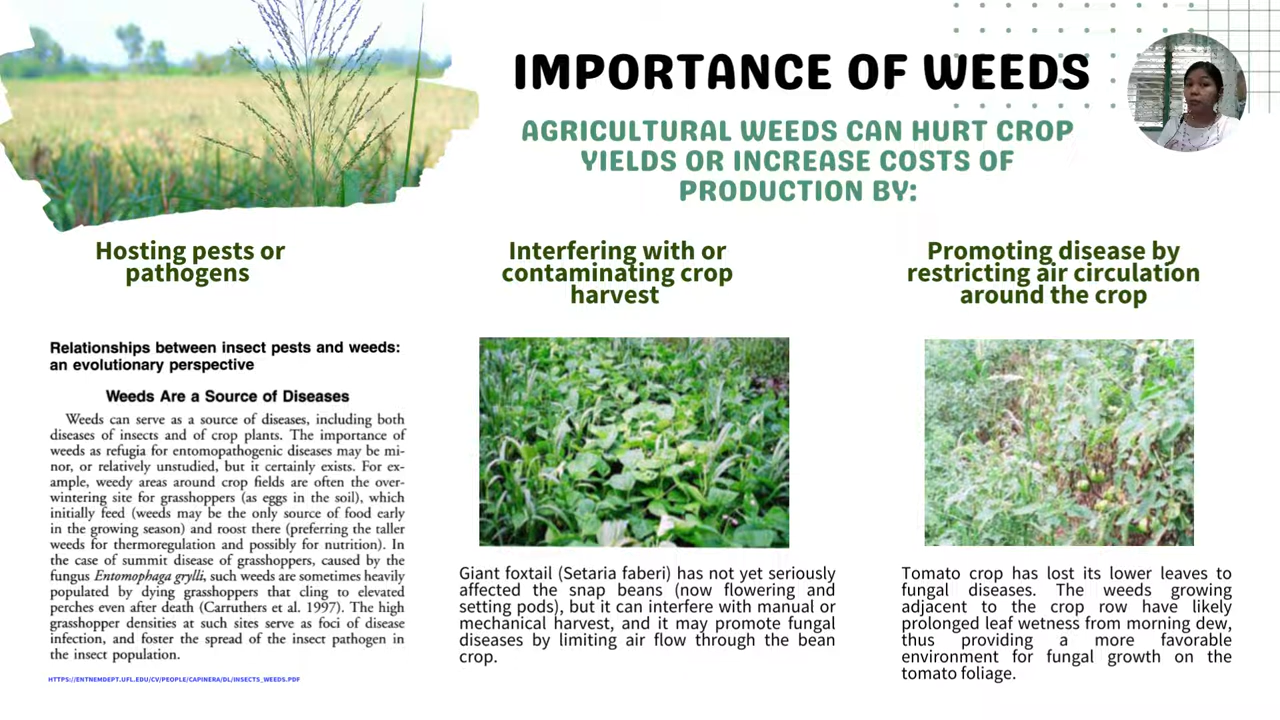 IMPORTANCE OF WEEDS
AGRICULTURAL WEEDS CAN HURT CROP
YIELDS OR INCREASE COSTS OF
PRODUCTION BY:
Hosting pests or
pathogens
Relationships between insect pests and weeds:
an evolutionary perspective
Weeds Are a Source of Diseases
Weeds can serve as a source of diseases, including both
diseases of insects and of crop plants. The importance of
weeds as refugia for entomopathogenic diseases may be mi-
nor, or relatively unstudied, but it certainly exists. For ex-
ample, weedy areas around crop fields are often the over-
wintering site for grasshoppers (as eggs in the soil), which
initially feed (weeds may be the only source of food early
in the growing season) and roost there (preferring the taller
weeds for thermoregulation and possibly for nutrition). In
the case of summit disease of grasshoppers, caused by the
fungus Entomophaga grylli, such weeds are sometimes heavily
populated by dying grasshoppers that cling to elevated
perches even after death (Carruthers et al. 1997). The high
grasshopper densities at such sites serve as foci of disease
infection, and foster the spread of the insect pathogen in
the insect population.
HTTPS://ENTNEMDEPT.UFL.EDU/CV/PEOPLE/CAPINERA/DL/INSECTS_WEEDS.PDF
Interfering with or
contaminating crop
harvest
Giant foxtail (Setaria faberi) has not yet seriously
affected the snap beans (now flowering and
setting pods), but it can interfere with manual or
mechanical harvest, and it may promote fungal
diseases by limiting air flow through the bean
crop.
Promoting disease by
restricting air circulation
around the crop
Tomato crop has lost its lower leaves to
fungal diseases. The weeds growing
adjacent to the crop row have likely
prolonged leaf wetness from morning dew,
thus providing a more favorable
environment for fungal growth on the
tomato foliage.